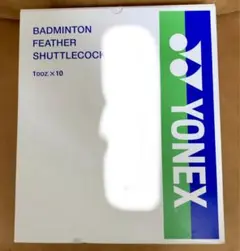 BADMINTON
FEATHER
SHUTTLECOCK
1DOZ.×10
YONEX